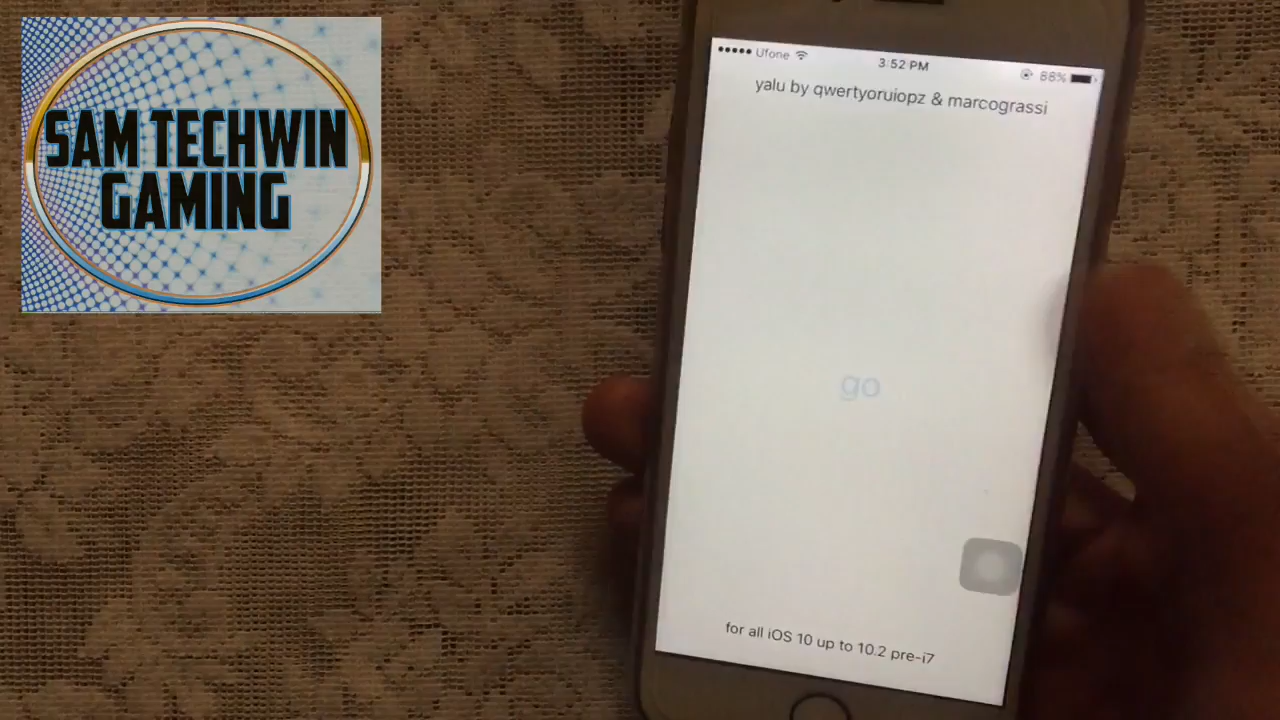 SAM TECHWIN
GAMING
Ufone
3:52 PM
88%
yalu by qwertyoruiopz & marcograssi
go
for all iOS 10 up to 10.2 pre-i7